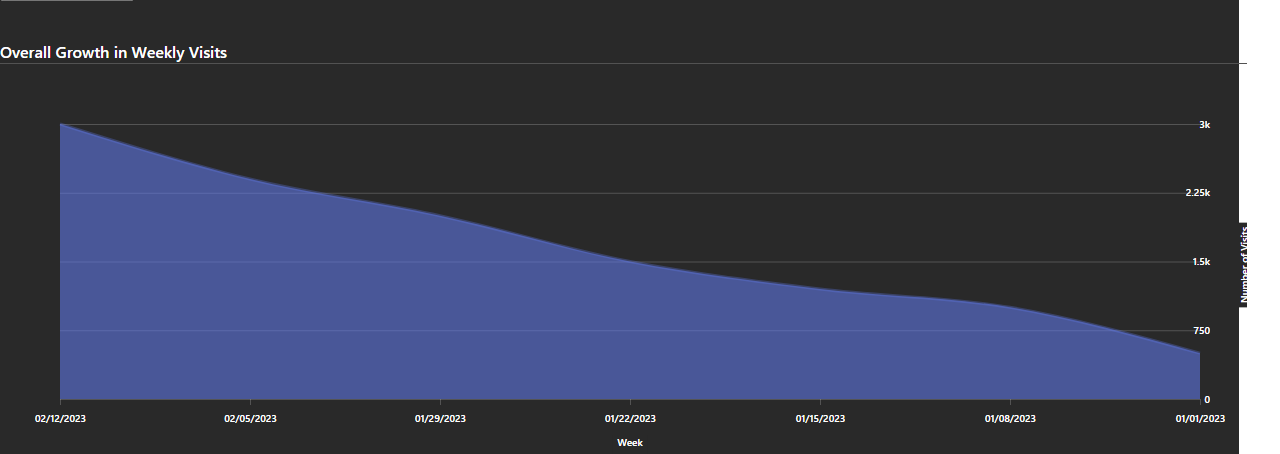 Overall Growth in Weekly Visits
3k
2.25k
1.5k
750
0
Number of Visits
02/12/2023 02/05/2023 01/29/2023 01/22/2023 01/15/2023 01/08/2023 01/01/2023
Week